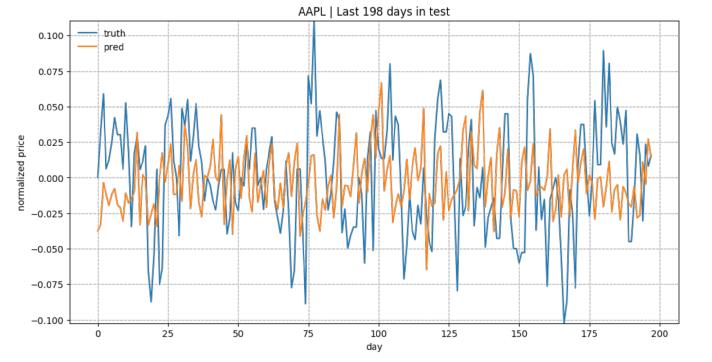 AAPL | Last 198 days in test
truth
pred
0.100
0.075
0.050
0.025
0.000
−0.025
−0.050
−0.075
−0.100
normalized price
0 25 50 75 100 125 150 175 200
day